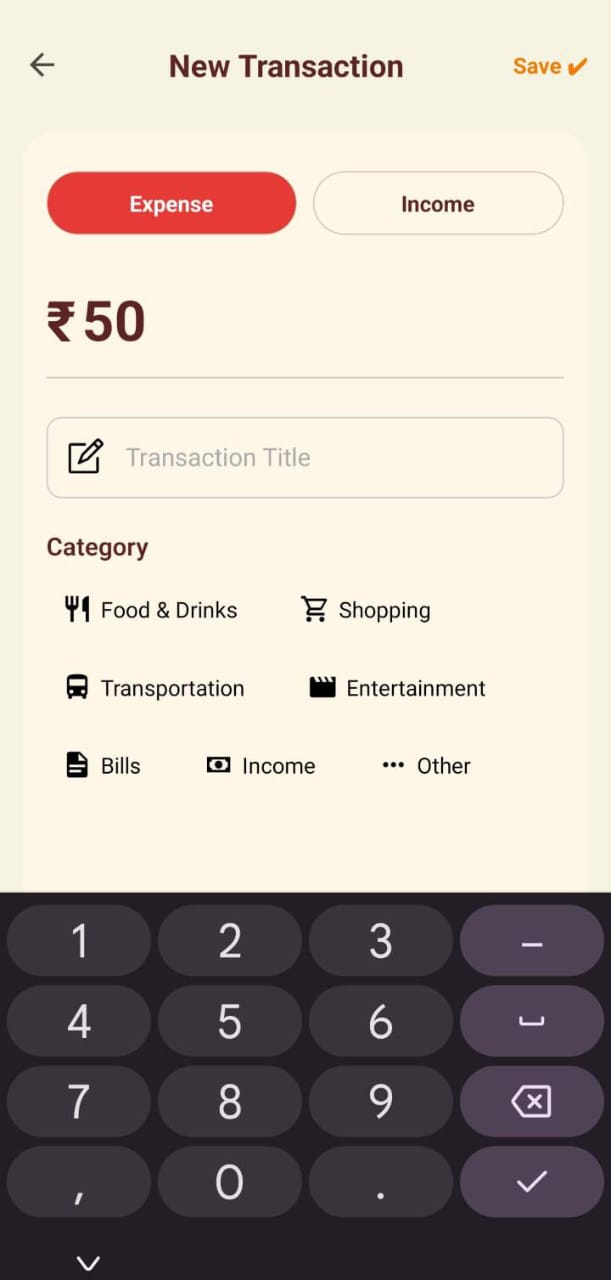 New Transaction Save ✔
Expense Income
₹ 50
Transaction Title
Category
Food & Drinks Shopping
Transportation Entertainment
Bills Income Other
1 2 3 –
4 5 6
7 8 9
, 0 .